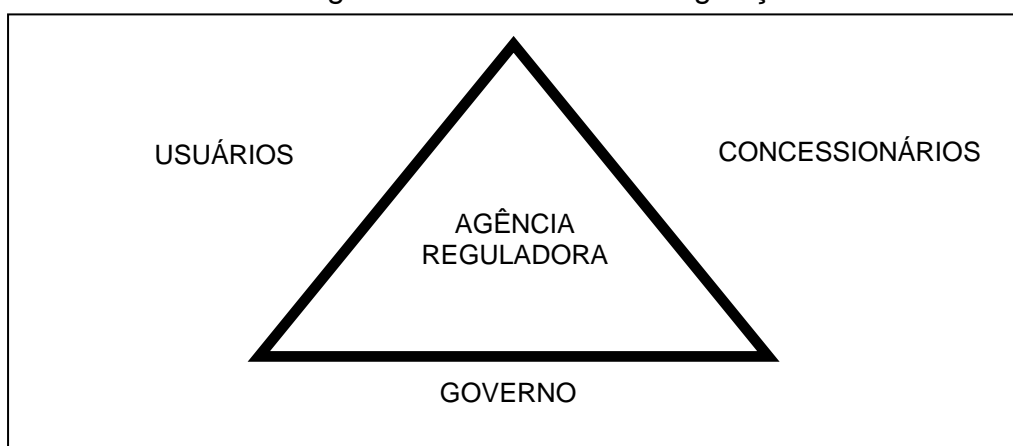 USUÁRIOS
CONCESSIONÁRIOS
AGÊNCIA
REGULADORA
GOVERNO